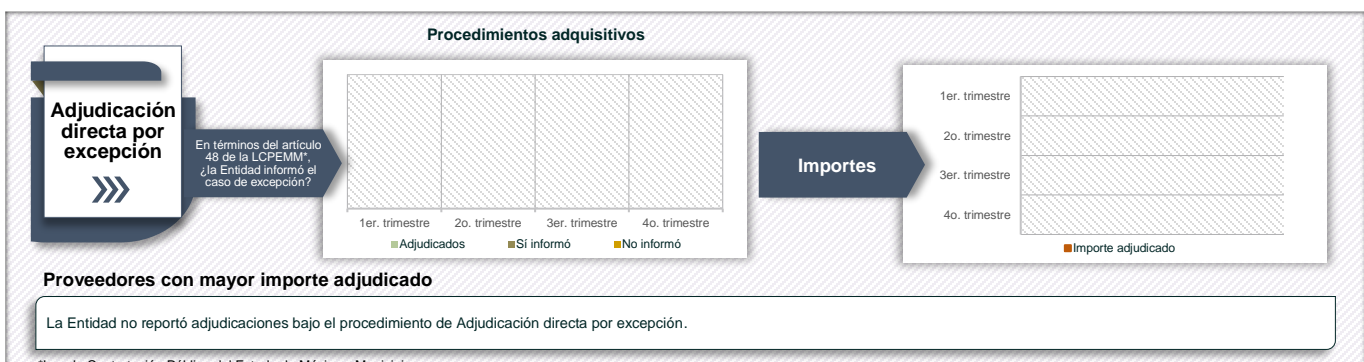 Procedimientos adquisitivos
Adjudicación
directa por
excepción
En términos del artículo
48 de la LCPEMM*,
¿la Entidad informó el
caso de excepción?
1er. trimestre 2o. trimestre 3er. trimestre 4o. trimestre
Adjudicados Sí informó No informó
Importes
1er. trimestre
2o. trimestre
3er. trimestre
4o. trimestre
Importe adjudicado
Proveedores con mayor importe adjudicado
La Entidad no reportó adjudicaciones bajo el procedimiento de Adjudicación directa por excepción.